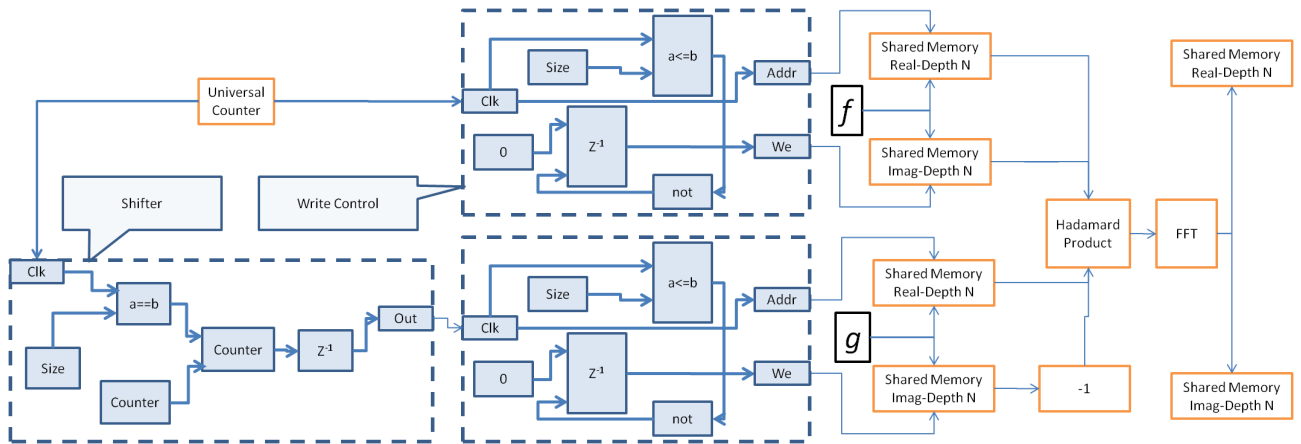 Universal
Counter
Shifter
Write Control
Clk
Size
a<=b
Addr
0
Z-1
We
not
Shared Memory
Real-Depth N
f
Shared Memory
Imag-Depth N
Hadamard
Product
FFT
Shared Memory
Real-Depth N
Shared Memory
Imag-Depth N
Clk
a==b
Size
Counter
Counter
Z-1
Out
Clk
Size
a<=b
Addr
0
Z-1
We
not
Shared Memory
Real-Depth N
g
Shared Memory
Imag-Depth N
-1